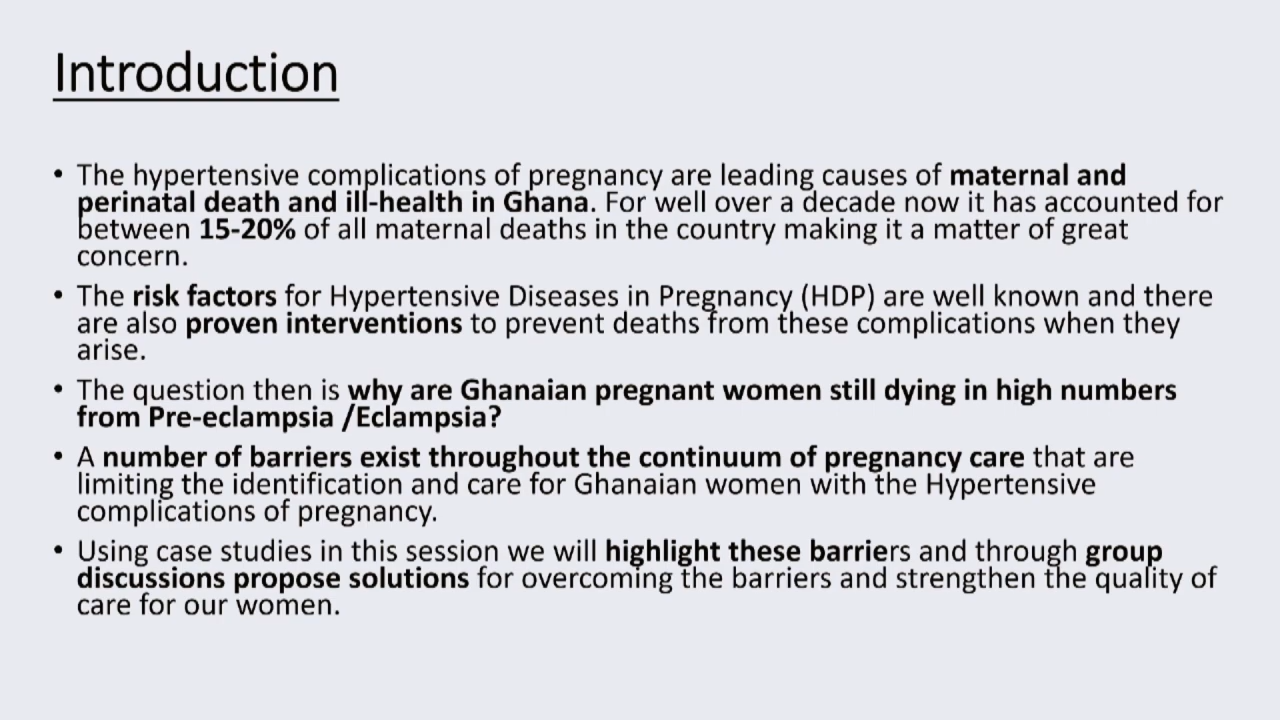 Introduction
• The hypertensive complications of pregnancy are leading causes of maternal and
perinatal death and ill-health in Ghana. For well over a decade now it has accounted for
between 15-20% of all maternal deaths in the country making it a matter of great
concern.
• The risk factors for Hypertensive Diseases in Pregnancy (HDP) are well known and there
are also proven interventions to prevent deaths from these complications when they
arise.
• The question then is why are Ghanaian pregnant women still dying in high numbers
from Pre-eclampsia /Eclampsia?
• A number of barriers exist throughout the continuum of pregnancy care that are
limiting the identification and care for Ghanaian women with the Hypertensive
complications of pregnancy.
• Using case studies in this session we will highlight these barriers and through group
discussions propose solutions for overcoming the barriers and strengthen the quality of
care for our women.